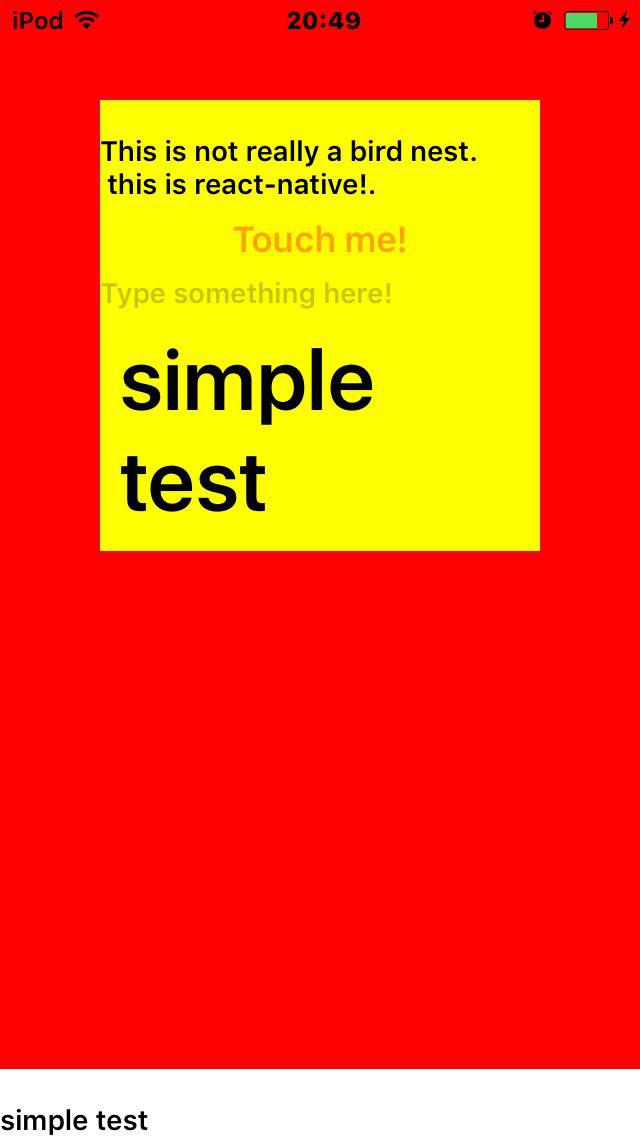 iPod 20:49
This is not really a bird nest.
this is react-native!.
Touch me!
Type something here!
simple
test
simple test